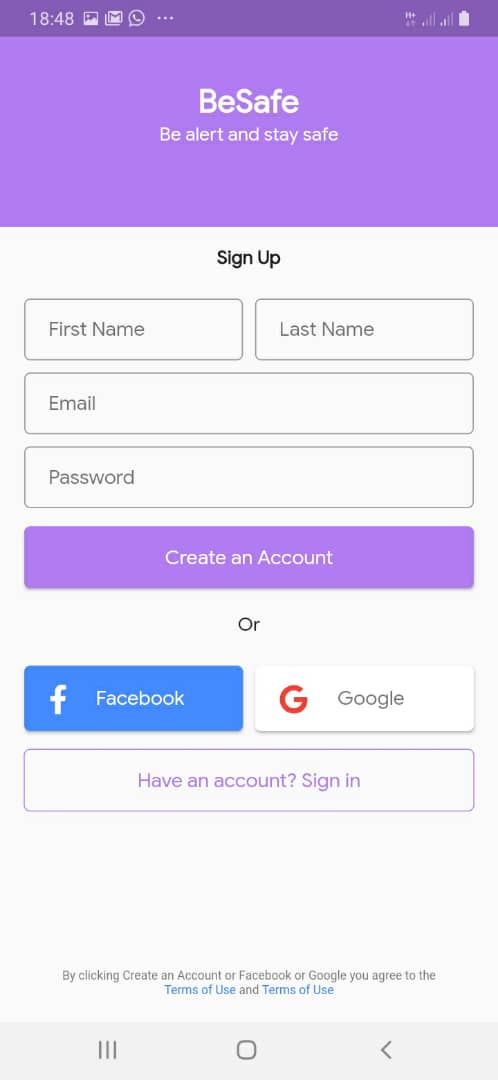 18:48
BeSafe
Be alert and stay safe
Sign Up
First Name Last Name
Email
Password
Create an Account
Or
Facebook Google
Have an account? Sign in
By clicking Create an Account or Facebook or Google you agree to the
Terms of Use and Terms of Use